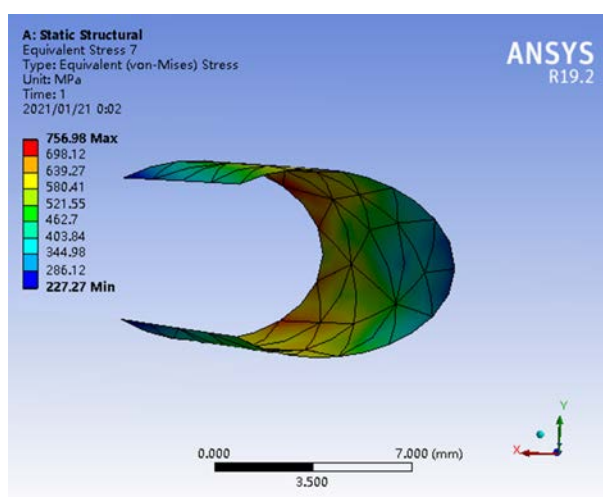 A: Static Structural
Equivalent Stress 7
Type: Equivalent (von-Mises) Stress
Unit: MPa
Time: 1
2021/01/21 0:02
ANSYS
R19.2
756.98 Max
698.12
639.27
580.41
521.55
462.7
403.84
344.98
286.12
227.27 Min
Y
X
0.000 7.000 (mm)
3.500